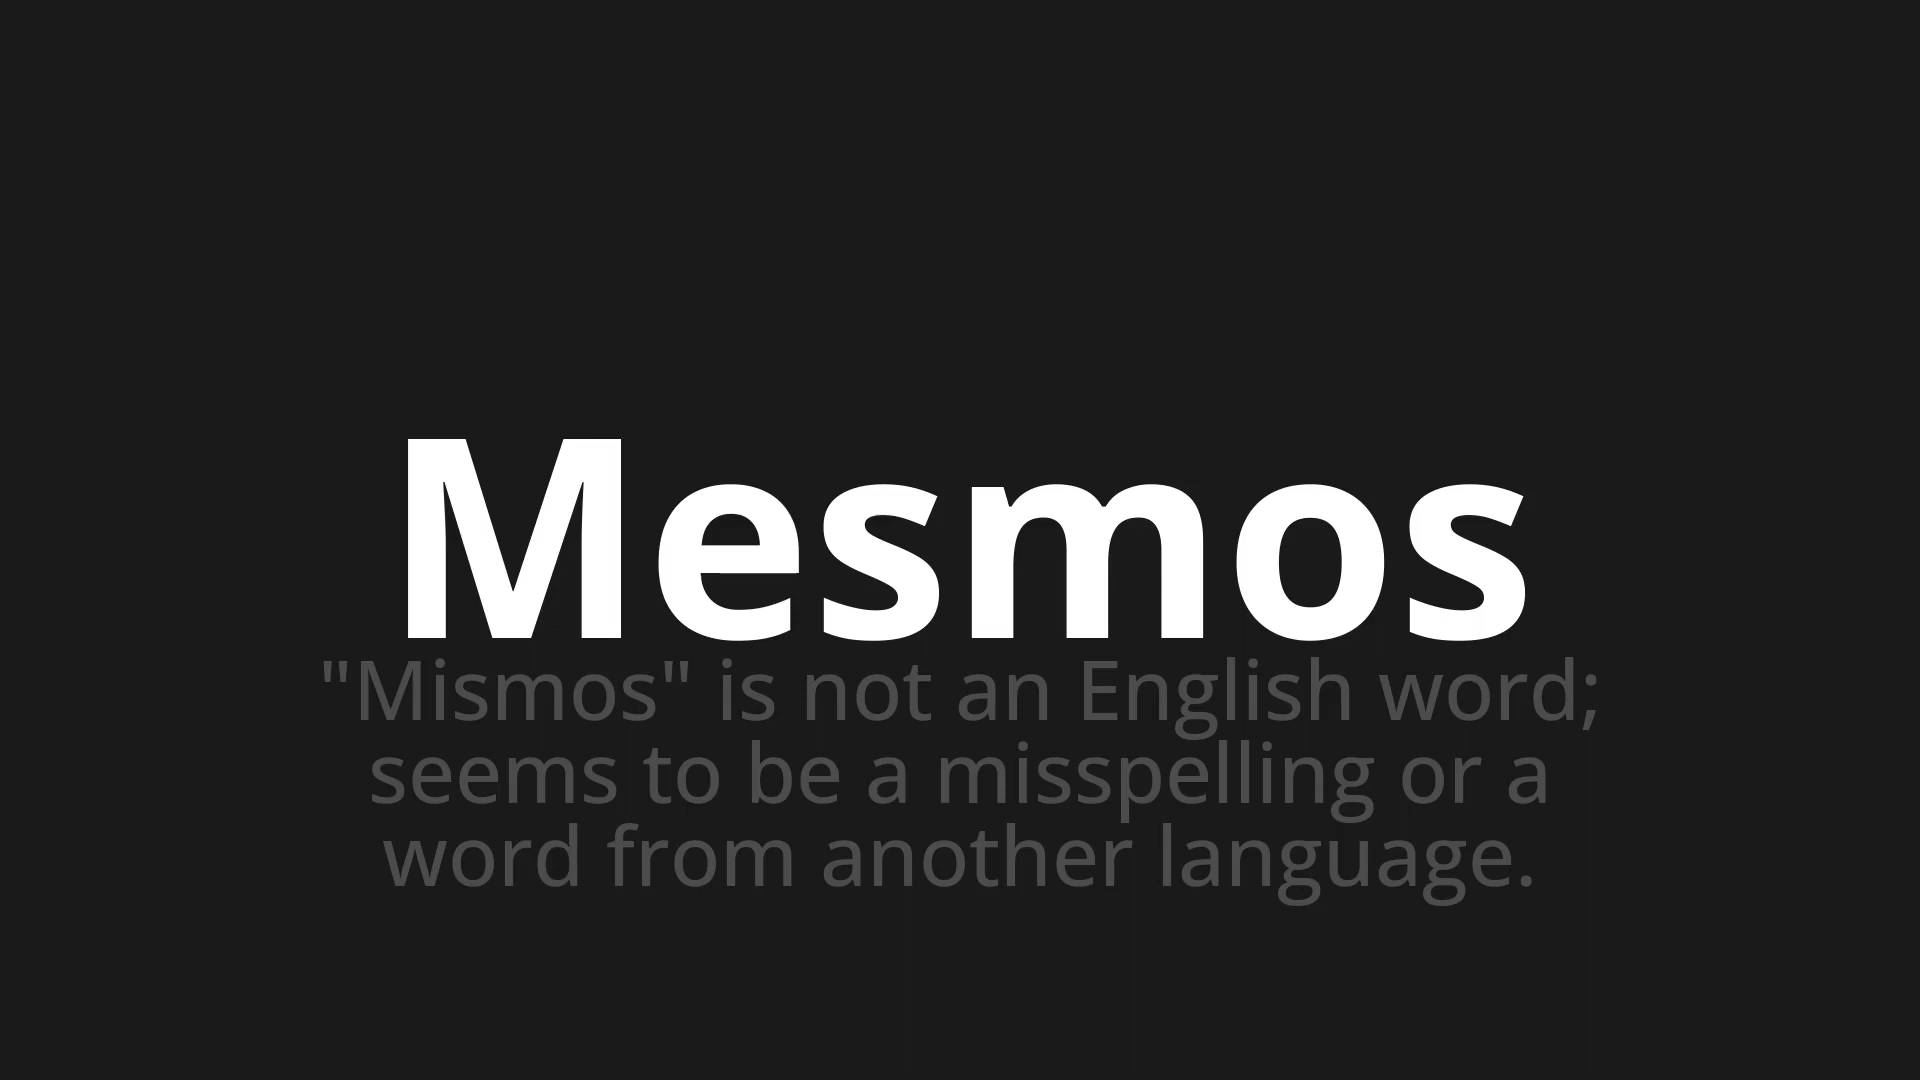 Mesmos
"Mismos" is not an English word;
seems to be a misspelling or a
word from another language.